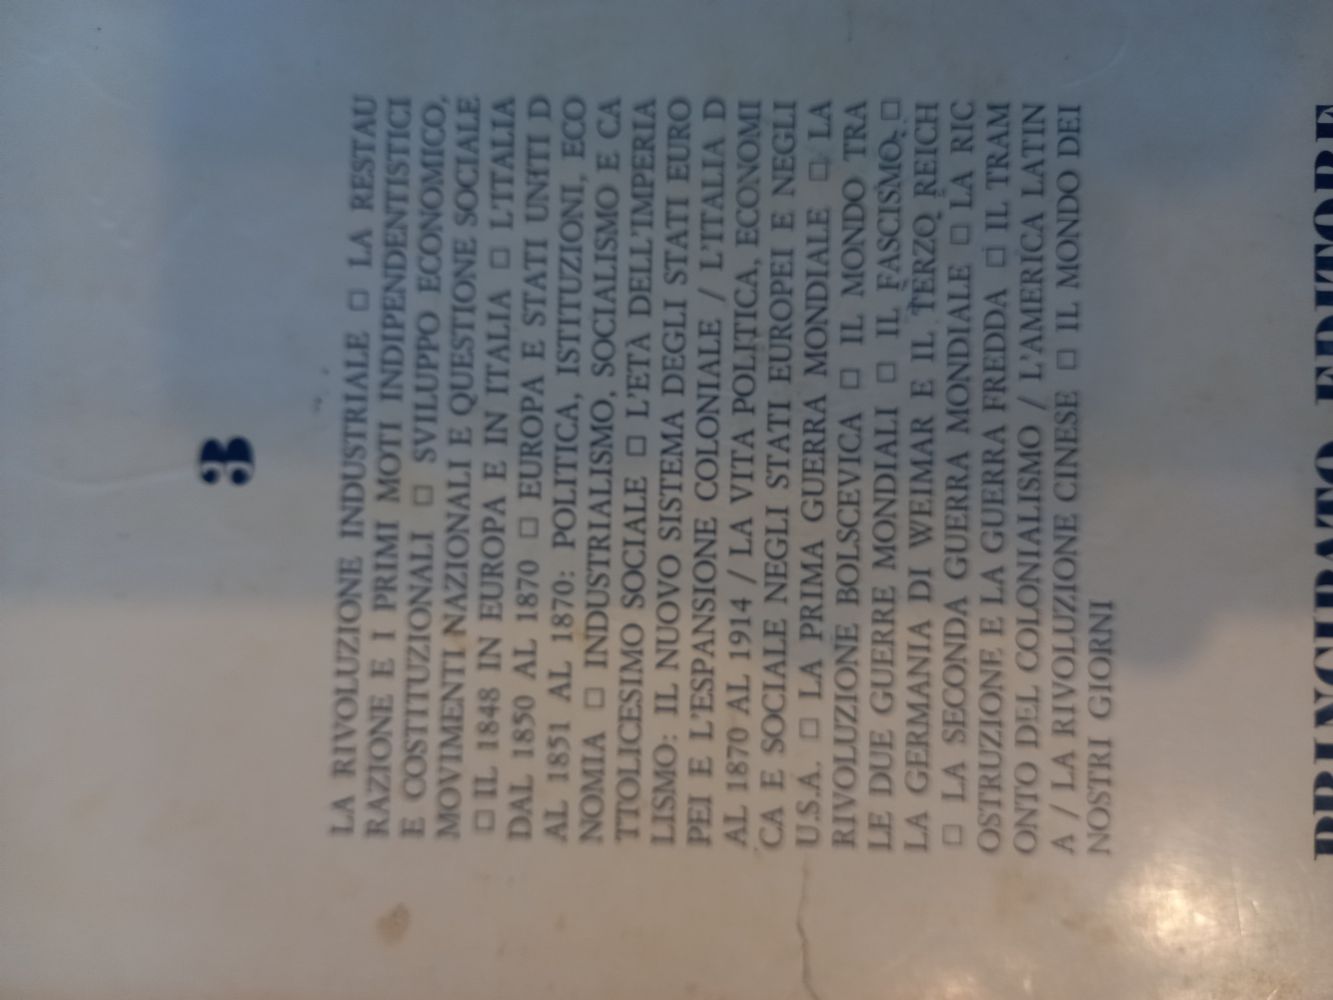 3
LA RIVOLUZIONE INDUSTRIALE □ LA RESTAU
RAZIONE E I PRIMI MOTI INDIPENDENTISTICI
E COSTITUZIONALI □ SVILUPPO ECONOMICO,
MOVIMENTI NAZIONALI E QUESTIONE SOCIALE
□ IL 1848 IN EUROPA E IN ITALIA □ L'ITALIA
DAL 1850 AL 1870 □ EUROPA E STATI UNITI D
AL 1851 AL 1870: POLITICA, ISTITUZIONI, ECO
NOMIA □ INDUSTRIALISMO, SOCIALISMO E CA
TTOLICESIMO SOCIALE □ L'ETÀ DELL'IMPERIA
LISMO: IL NUOVO SISTEMA DEGLI STATI EURO
PEI E L'ESPANSIONE COLONIALE / L'ITALIA D
AL 1870 AL 1914 / LA VITA POLITICA, ECONOMI
CA E SOCIALE NEGLI STATI EUROPEI E NEGLI
U.S.A. □ LA PRIMA GUERRA MONDIALE □ LA
RIVOLUZIONE BOLSCEVICA □ IL MONDO TRA
LE DUE GUERRE MONDIALI □ IL FASCISMO. □
LA GERMANIA DI WEIMAR E IL TERZO REICH
□ LA SECONDA GUERRA MONDIALE □ LA RIC
OSTRUZIONE E LA GUERRA FREDDA □ IL TRAM
ONTO DEL COLONIALISMO / L'AMERICA LATIN
A / LA RIVOLUZIONE CINESE □ IL MONDO DEI
NOSTRI GIORNI
PRINCIPATO EDITORE